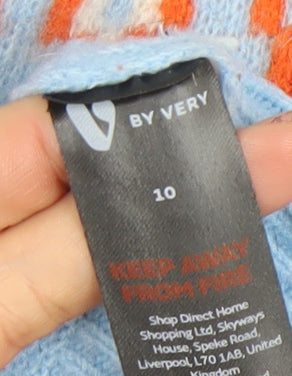 V BY VERY
10
KEEP AWAY
FROM FIRE
Shop Direct Home
Shopping Ltd, Skyways
House, Speke Road,
Liverpool, L70 1AB, United
Kingdom